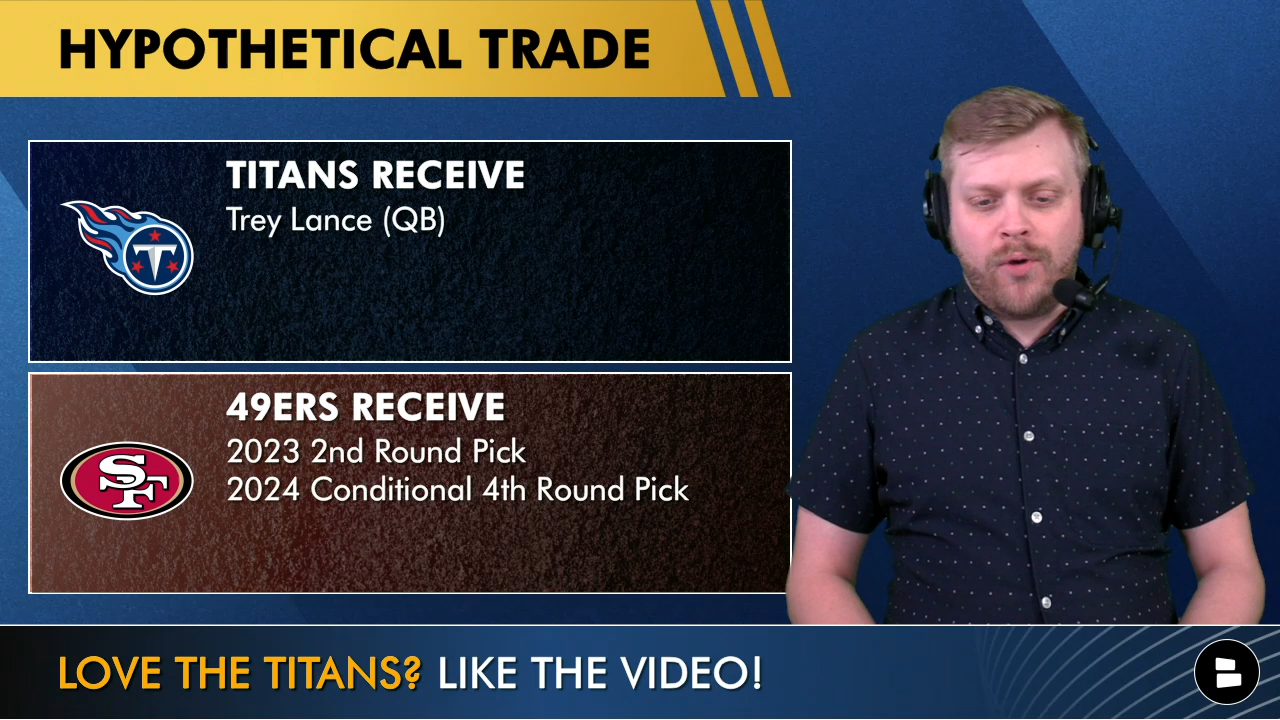 HYPOTHETICAL TRADE
TITANS RECEIVE
Trey Lance (QB)
T
49ERS RECEIVE
2023 2nd Round Pick
2024 Conditional 4th Round Pick
SF
LOVE THE TITANS? LIKE THE VIDEO!